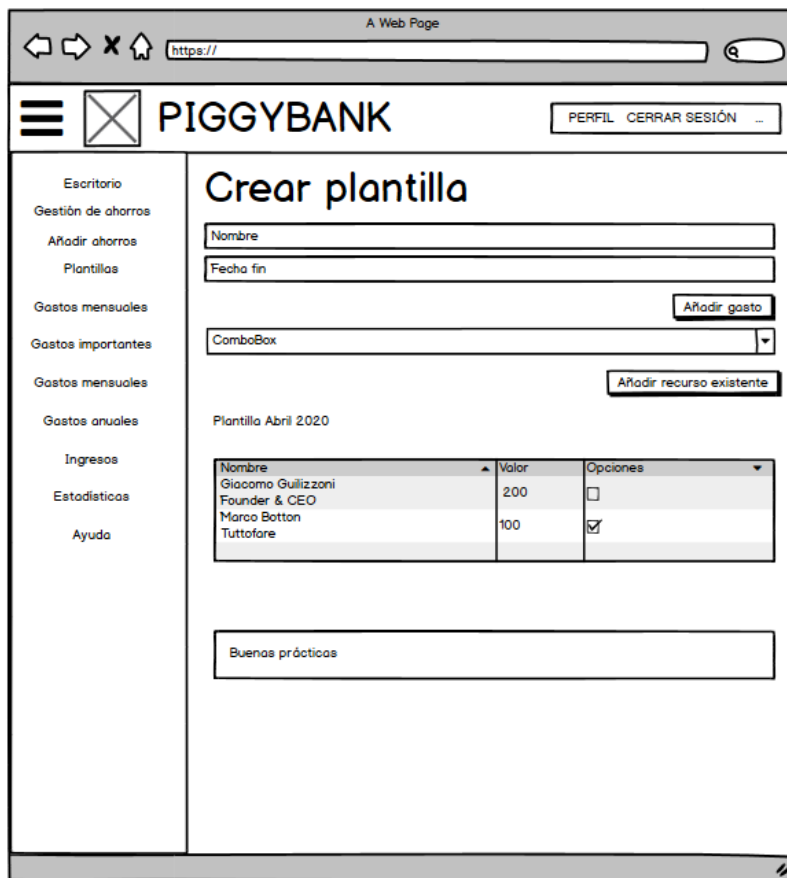 A Web Page
https://
PIGGYBANK
PERFIL CERRAR SESIÓN ...
Escritorio
Gestión de ahorros
Añadir ahorros
Plantillas
Gastos mensuales
Gastos importantes
Gastos mensuales
Gastos anuales
Ingresos
Estadísticas
Ayuda
Crear plantilla
Nombre
Fecha fin
Añadir gasto
ComboBox
Añadir recurso existente
Plantilla Abril 2020
Nombre Valor Opciones
Giacomo Guilizzoni
Founder & CEO
200
Marco Botton
Tuttofare
100
Buenas prácticas